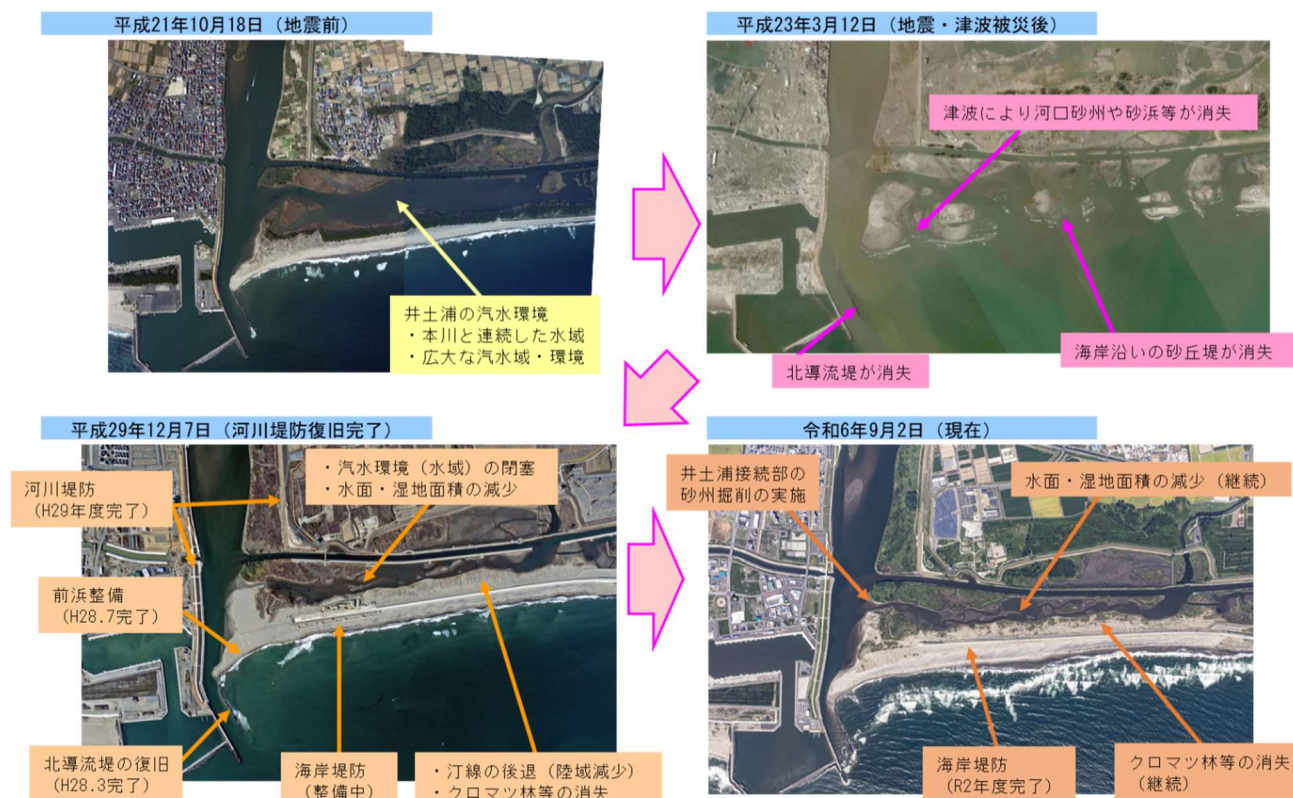 平成21年10月18日（地震前）
井土浦の汽水環境
・本川と連続した水域
・広大な汽水域・環境
平成23年3月12日（地震・津波被災後）
津波により河口砂州や砂浜等が消失
海岸沿いの砂丘堤が消失
北導流堤が消失
平成29年12月7日（河川堤防復旧完了）
河川堤防
（H29年度完了）
・汽水環境（水域）の閉塞
・水面・湿地面積の減少
前浜整備
（H28.7完了）
北導流堤の復旧
（H28.3完了）
海岸堤防
（整備中）
・汀線の後退（陸域減少）
・クロマツ林等の消失
令和6年9月2日（現在）
井土浦接続部の
砂州掘削の実施
水面・湿地面積の減少（継続）
海岸堤防
（R2年度完了）
クロマツ林等の消失
（継続）